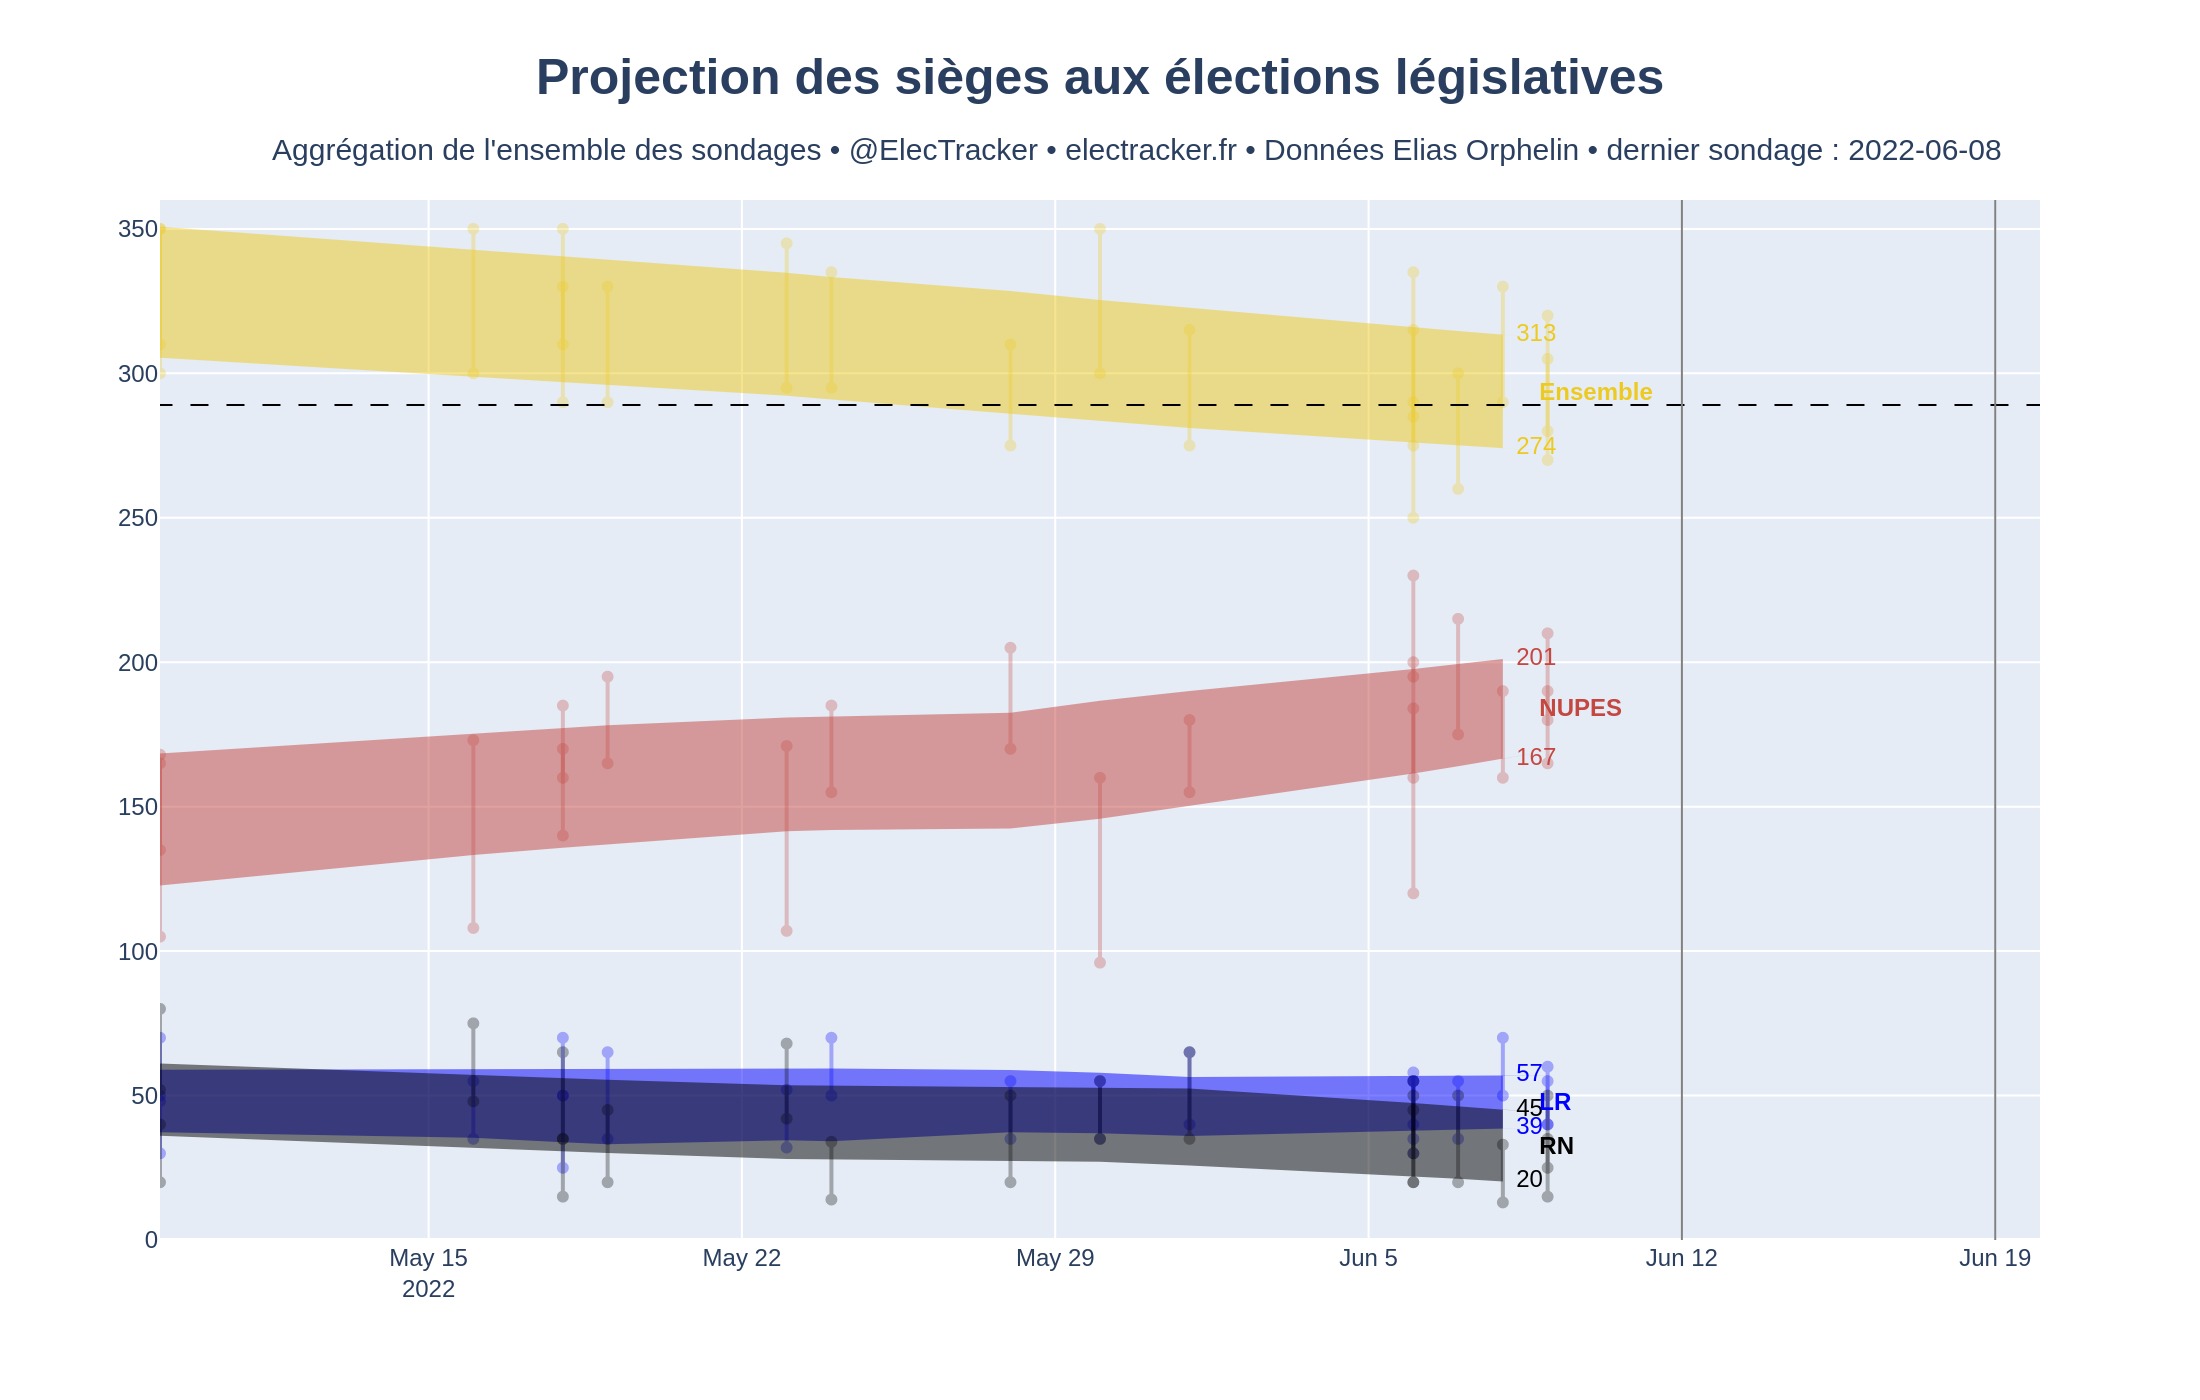 Projection des sièges aux élections législatives
Aggrégation de l'ensemble des sondages • @ElecTracker • electracker.fr • Données Elias Orphelin • dernier sondage : 2022-06-08
350
300
250
200
150
100
50
0
313
Ensemble
274
201
NUPES
167
57
45
LR
39
RN
20
May 15
2022
May 22
May 29
Jun 5
Jun 12
Jun 19